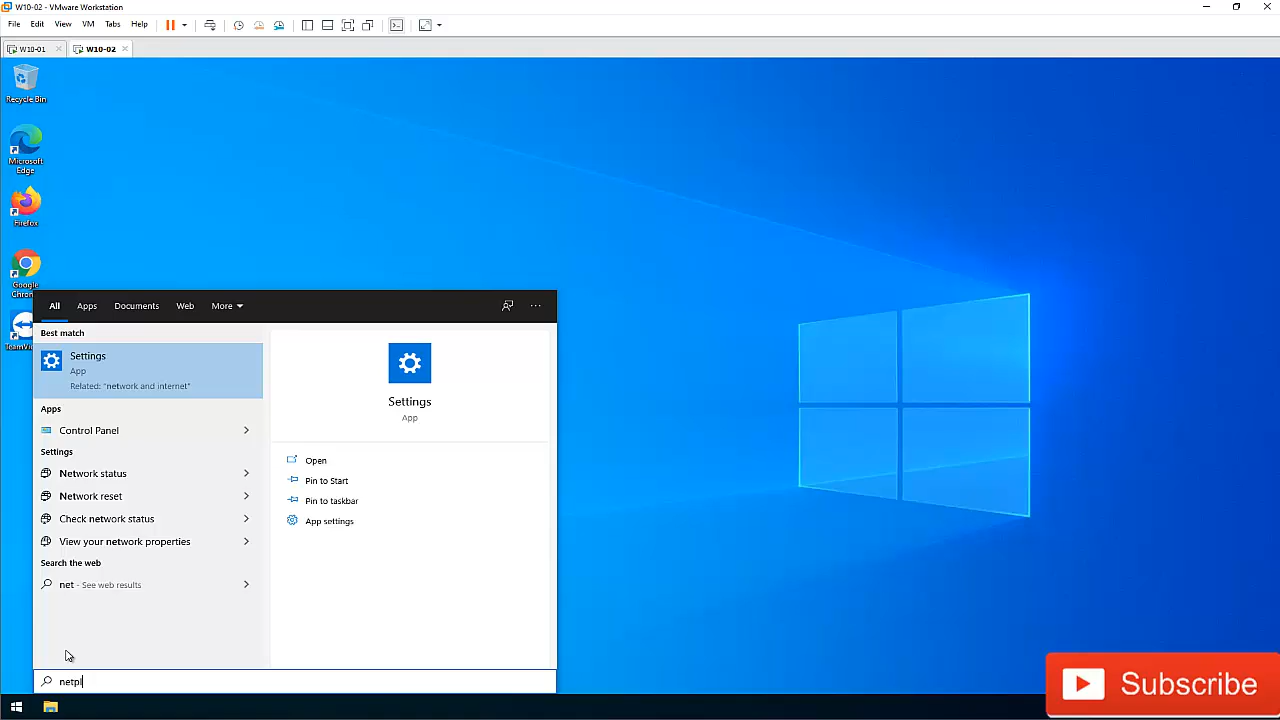 W10-02 - VMware Workstation
File Edit View VM Tabs Help
W10-01 W10-02
Recycle Bin
Microsoft
Edge
Firefox
Google
All Apps Documents Web More
Best match
Settings
App
Related: "network and internet"
Apps
Control Panel
Settings
Network status
Network reset
Check network status
View your network properties
Search the web
net - See web results
Settings
App
Open
Pin to Start
Pin to taskbar
App settings
netpl
Subscribe